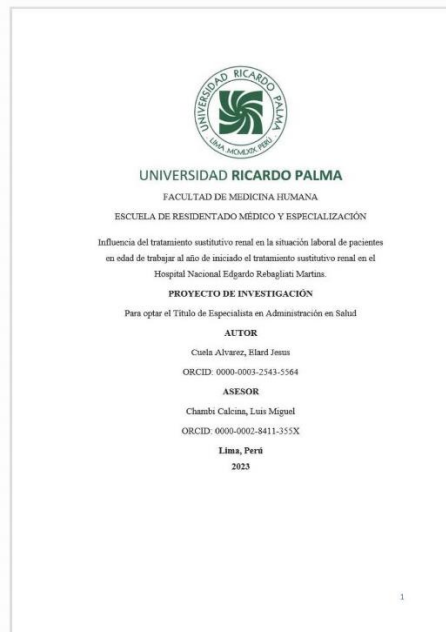 UNIVERSIDAD RICARDO PALMA
LIMA MCMLXIX PERÚ
UNIVERSIDAD RICARDO PALMA
FACULTAD DE MEDICINA HUMANA
ESCUELA DE RESIDENTADO MÉDICO Y ESPECIALIZACIÓN
Influencia del tratamiento sustitutivo renal en la situación laboral de pacientes
en edad de trabajar al año de iniciado el tratamiento sustitutivo renal en el
Hospital Nacional Edgardo Rebagliati Martins.
PROYECTO DE INVESTIGACIÓN
Para optar el Título de Especialista en Administración en Salud
AUTOR
Cuela Alvarez, Elard Jesus
ORCID: 0000-0003-2543-5564
ASESOR
Chambi Calcina, Luis Miguel
ORCID: 0000-0002-8411-355X
Lima, Perú
2023
1